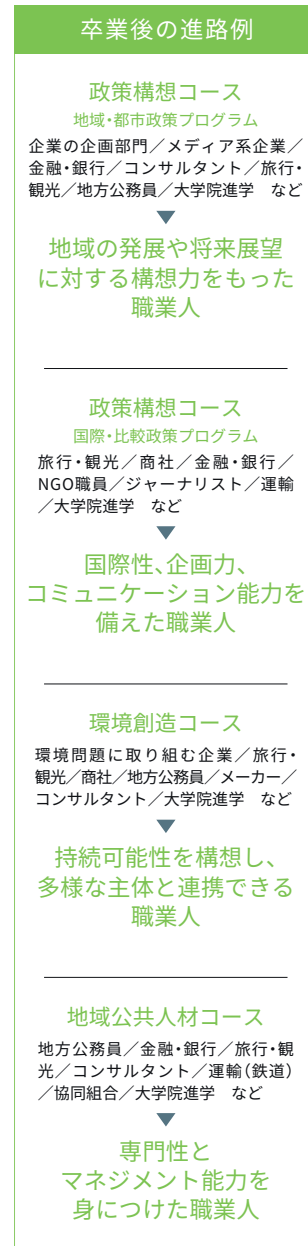 卒業後の進路例
政策構想コース
地域・都市政策プログラム
企業の企画部門／メディア系企業／
金融・銀行／コンサルタント／旅行・
観光／地方公務員／大学院進学　など
地域の発展や将来展望
に対する構想力をもった
職業人
政策構想コース
国際・比較政策プログラム
旅行・観光／商社／金融・銀行／
NGO職員／ジャーナリスト／運輸
／大学院進学　など
国際性、企画力、
コミュニケーション能力を
備えた職業人
環境創造コース
環境問題に取り組む企業／旅行・
観光／商社／地方公務員／メーカー／
コンサルタント／大学院進学　など
持続可能性を構想し、
多様な主体と連携できる
職業人
地域公共人材コース
地方公務員／金融・銀行／旅行・観
光／コンサルタント／運輸（鉄道）
／協同組合／大学院進学　など
専門性と
マネジメント能力を
身につけた職業人